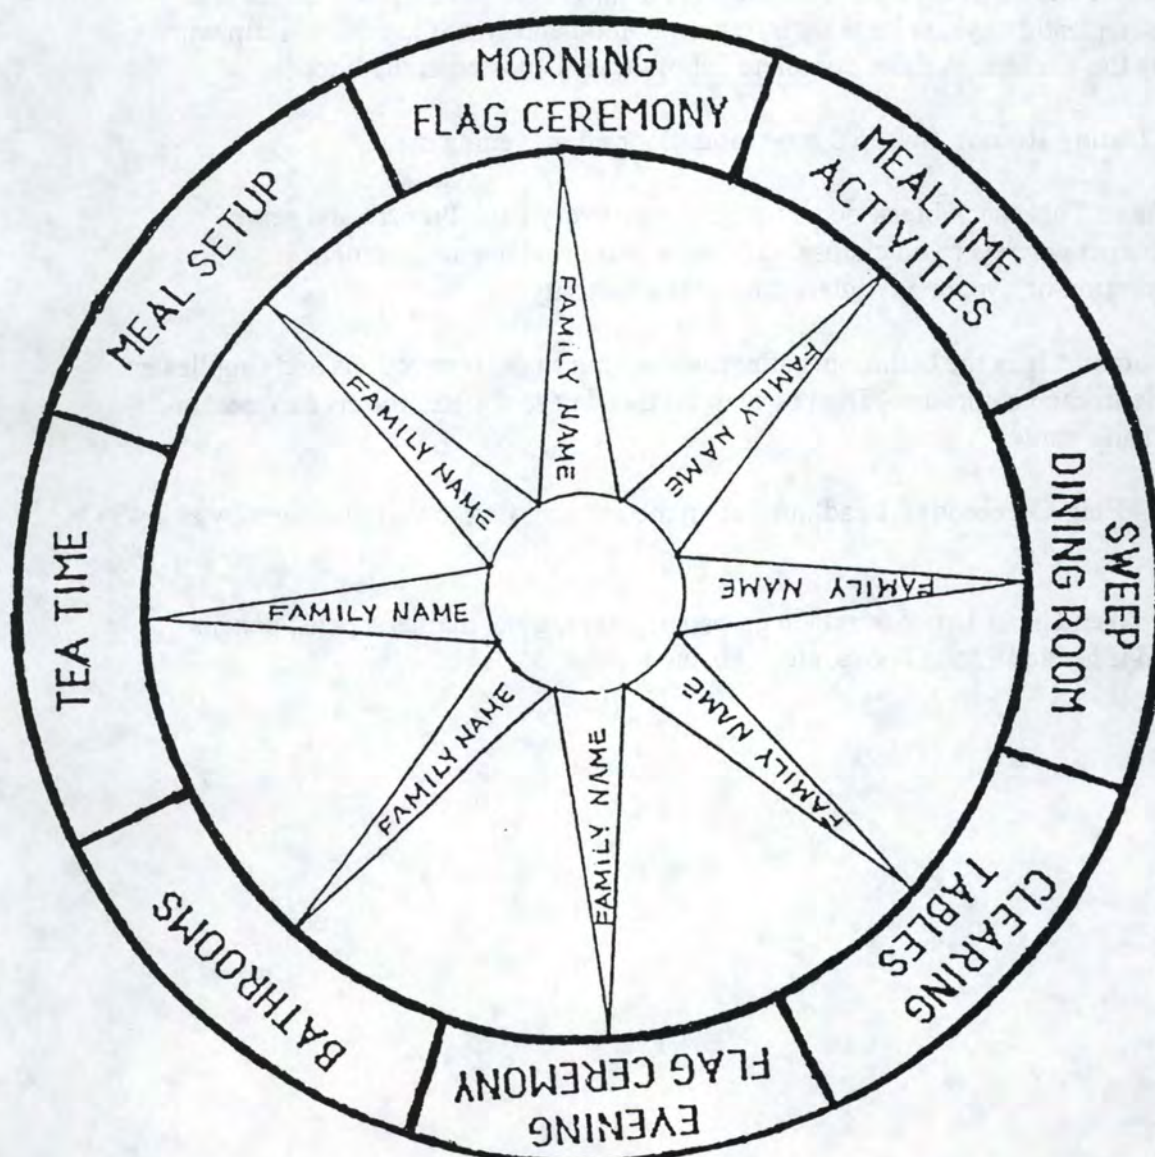 MORNING
FLAG CEREMONY
MEALTIME
ACTIVITIES
SWEEP
DINING ROOM
CLEARING
TABLES
EVENING
FLAG CEREMONY
BATHROOMS
TEA TIME
MEAL SETUP
FAMILY NAME
FAMILY NAME
FAMILY NAME
FAMILY NAME
FAMILY NAME
FAMILY NAME
FAMILY NAME
FAMILY NAME